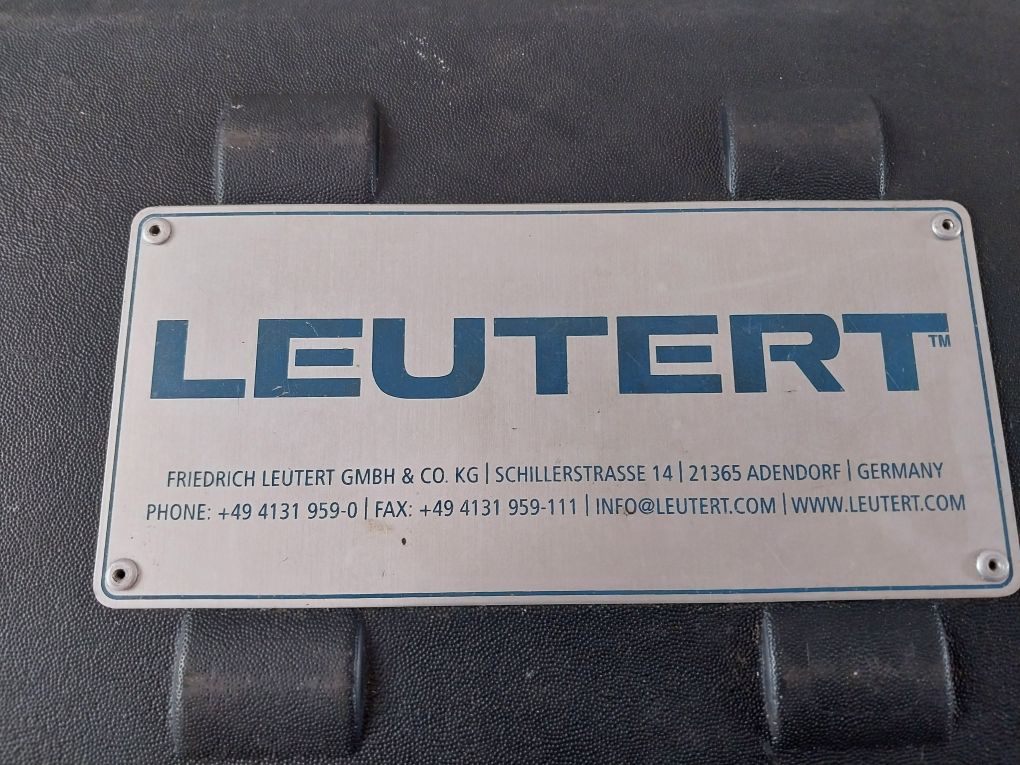 LEUTERT™
FRIEDRICH LEUTERT GMBH & CO. KG | SCHILLERSTRASSE 14 | 21365 ADENDORF | GERMANY
PHONE: +49 4131 959-0 | FAX: +49 4131 959-111 | INFO@LEUTERT.COM | WWW.LEUTERT.COM